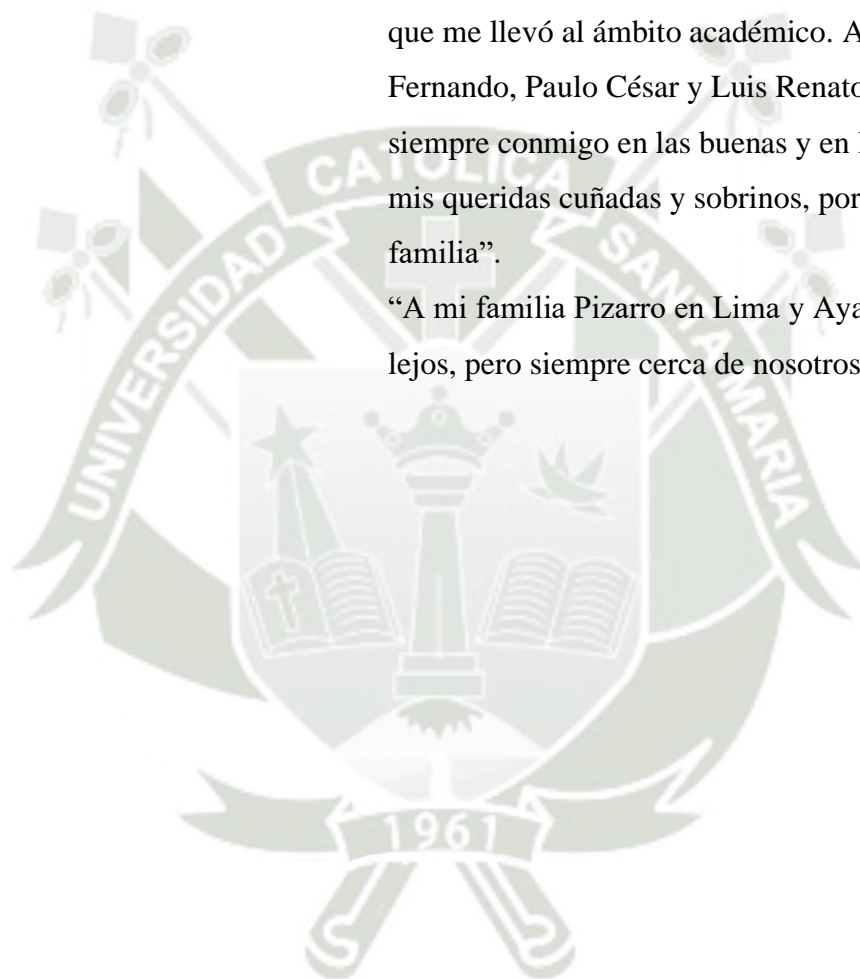 que me llevó al ámbito académico. A
Fernando, Paulo César y Luis Renato
siempre conmigo en las buenas y en
mis queridas cuñadas y sobrinos, por
familia”.
“A mi familia Pizarro en Lima y Aya
lejos, pero siempre cerca de nosotros
UNIVERSIDAD CATOLICA SANTA MARIA
1961